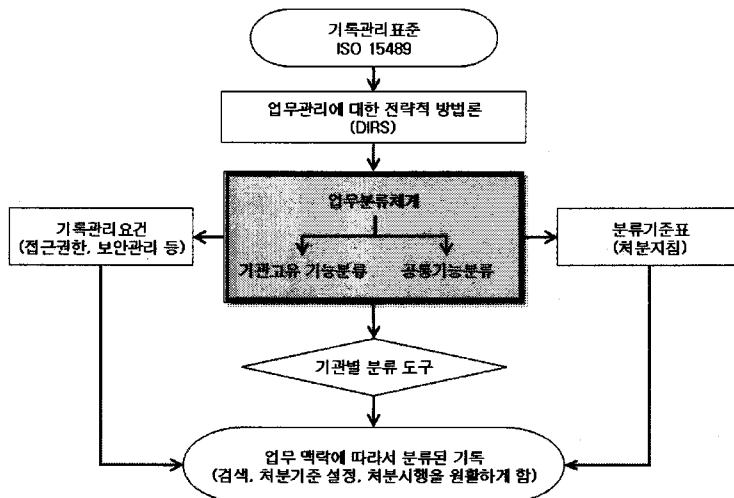 기록관리표준
ISO 15489
업무관리에 대한 전략적 방법론
(DIRS)
업무분류체계
기록관리요건
(접근권한, 보안관리 등)
분류기준표
(처분지침)
기관고유 기능분류
공통기능분류
기관별 분류 도구
업무 맥락에 따라서 분류된 기록
(검색, 처분기준 설정, 처분시행을 원활하게 함)